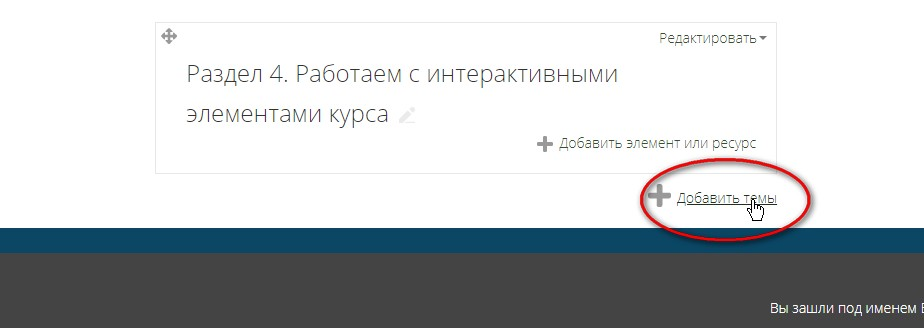 Редактировать
Раздел 4. Работаем с интерактивными
элементами курса
Добавить элемент или ресурс
Добавить темы
Вы зашли под именем